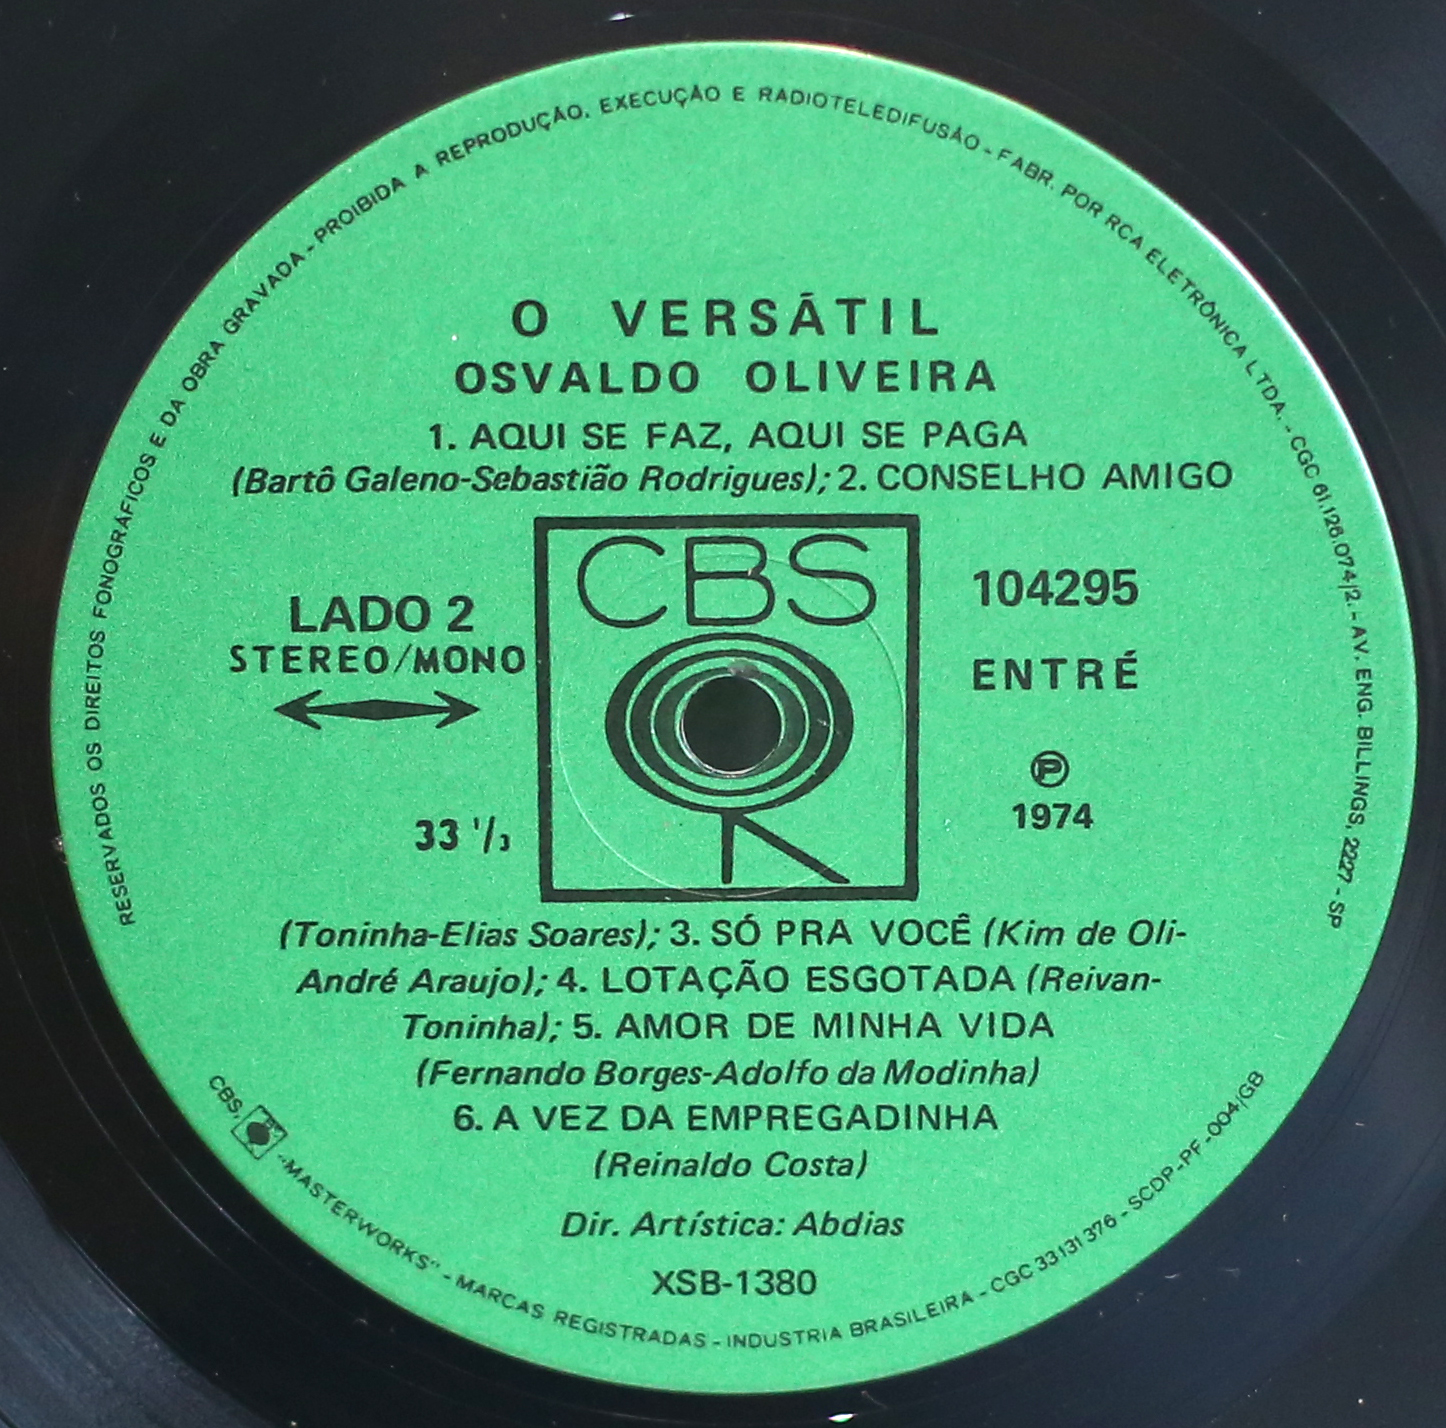 RESERVADOS OS DIREITOS FONOGRÁFICOS E DA OBRA GRAVADA - PROIBIDA A REPRODUÇÃO, EXECUÇÃO E RADIOTELEDIFUSÃO - FABR. POR RCA ELETRÔNICA LTDA. - CGC 61.126.074/2. - AV. ENG. BILLINGS, 2227 - SP
O VERSÁTIL
OSVALDO OLIVEIRA
1. AQUI SE FAZ, AQUI SE PAGA
(Bartô Galeno-Sebastião Rodrigues); 2. CONSELHO AMIGO
CBS
LADO 2
STEREO/MONO
33 1/3
104295
ENTRÉ
Ⓟ
1974
(Toninha-Elias Soares); 3. SÓ PRA VOCÊ (Kim de Oli-
André Araujo); 4. LOTAÇÃO ESGOTADA (Reivan-
Toninha); 5. AMOR DE MINHA VIDA
(Fernando Borges-Adolfo da Modinha)
6. A VEZ DA EMPREGADINHA
(Reinaldo Costa)
Dir. Artística: Abdias
XSB-1380
CBS, "MASTERWORKS" - MARCAS REGISTRADAS - INDUSTRIA BRASILEIRA - CGC 33131376 - SCDP-PF-004/GB